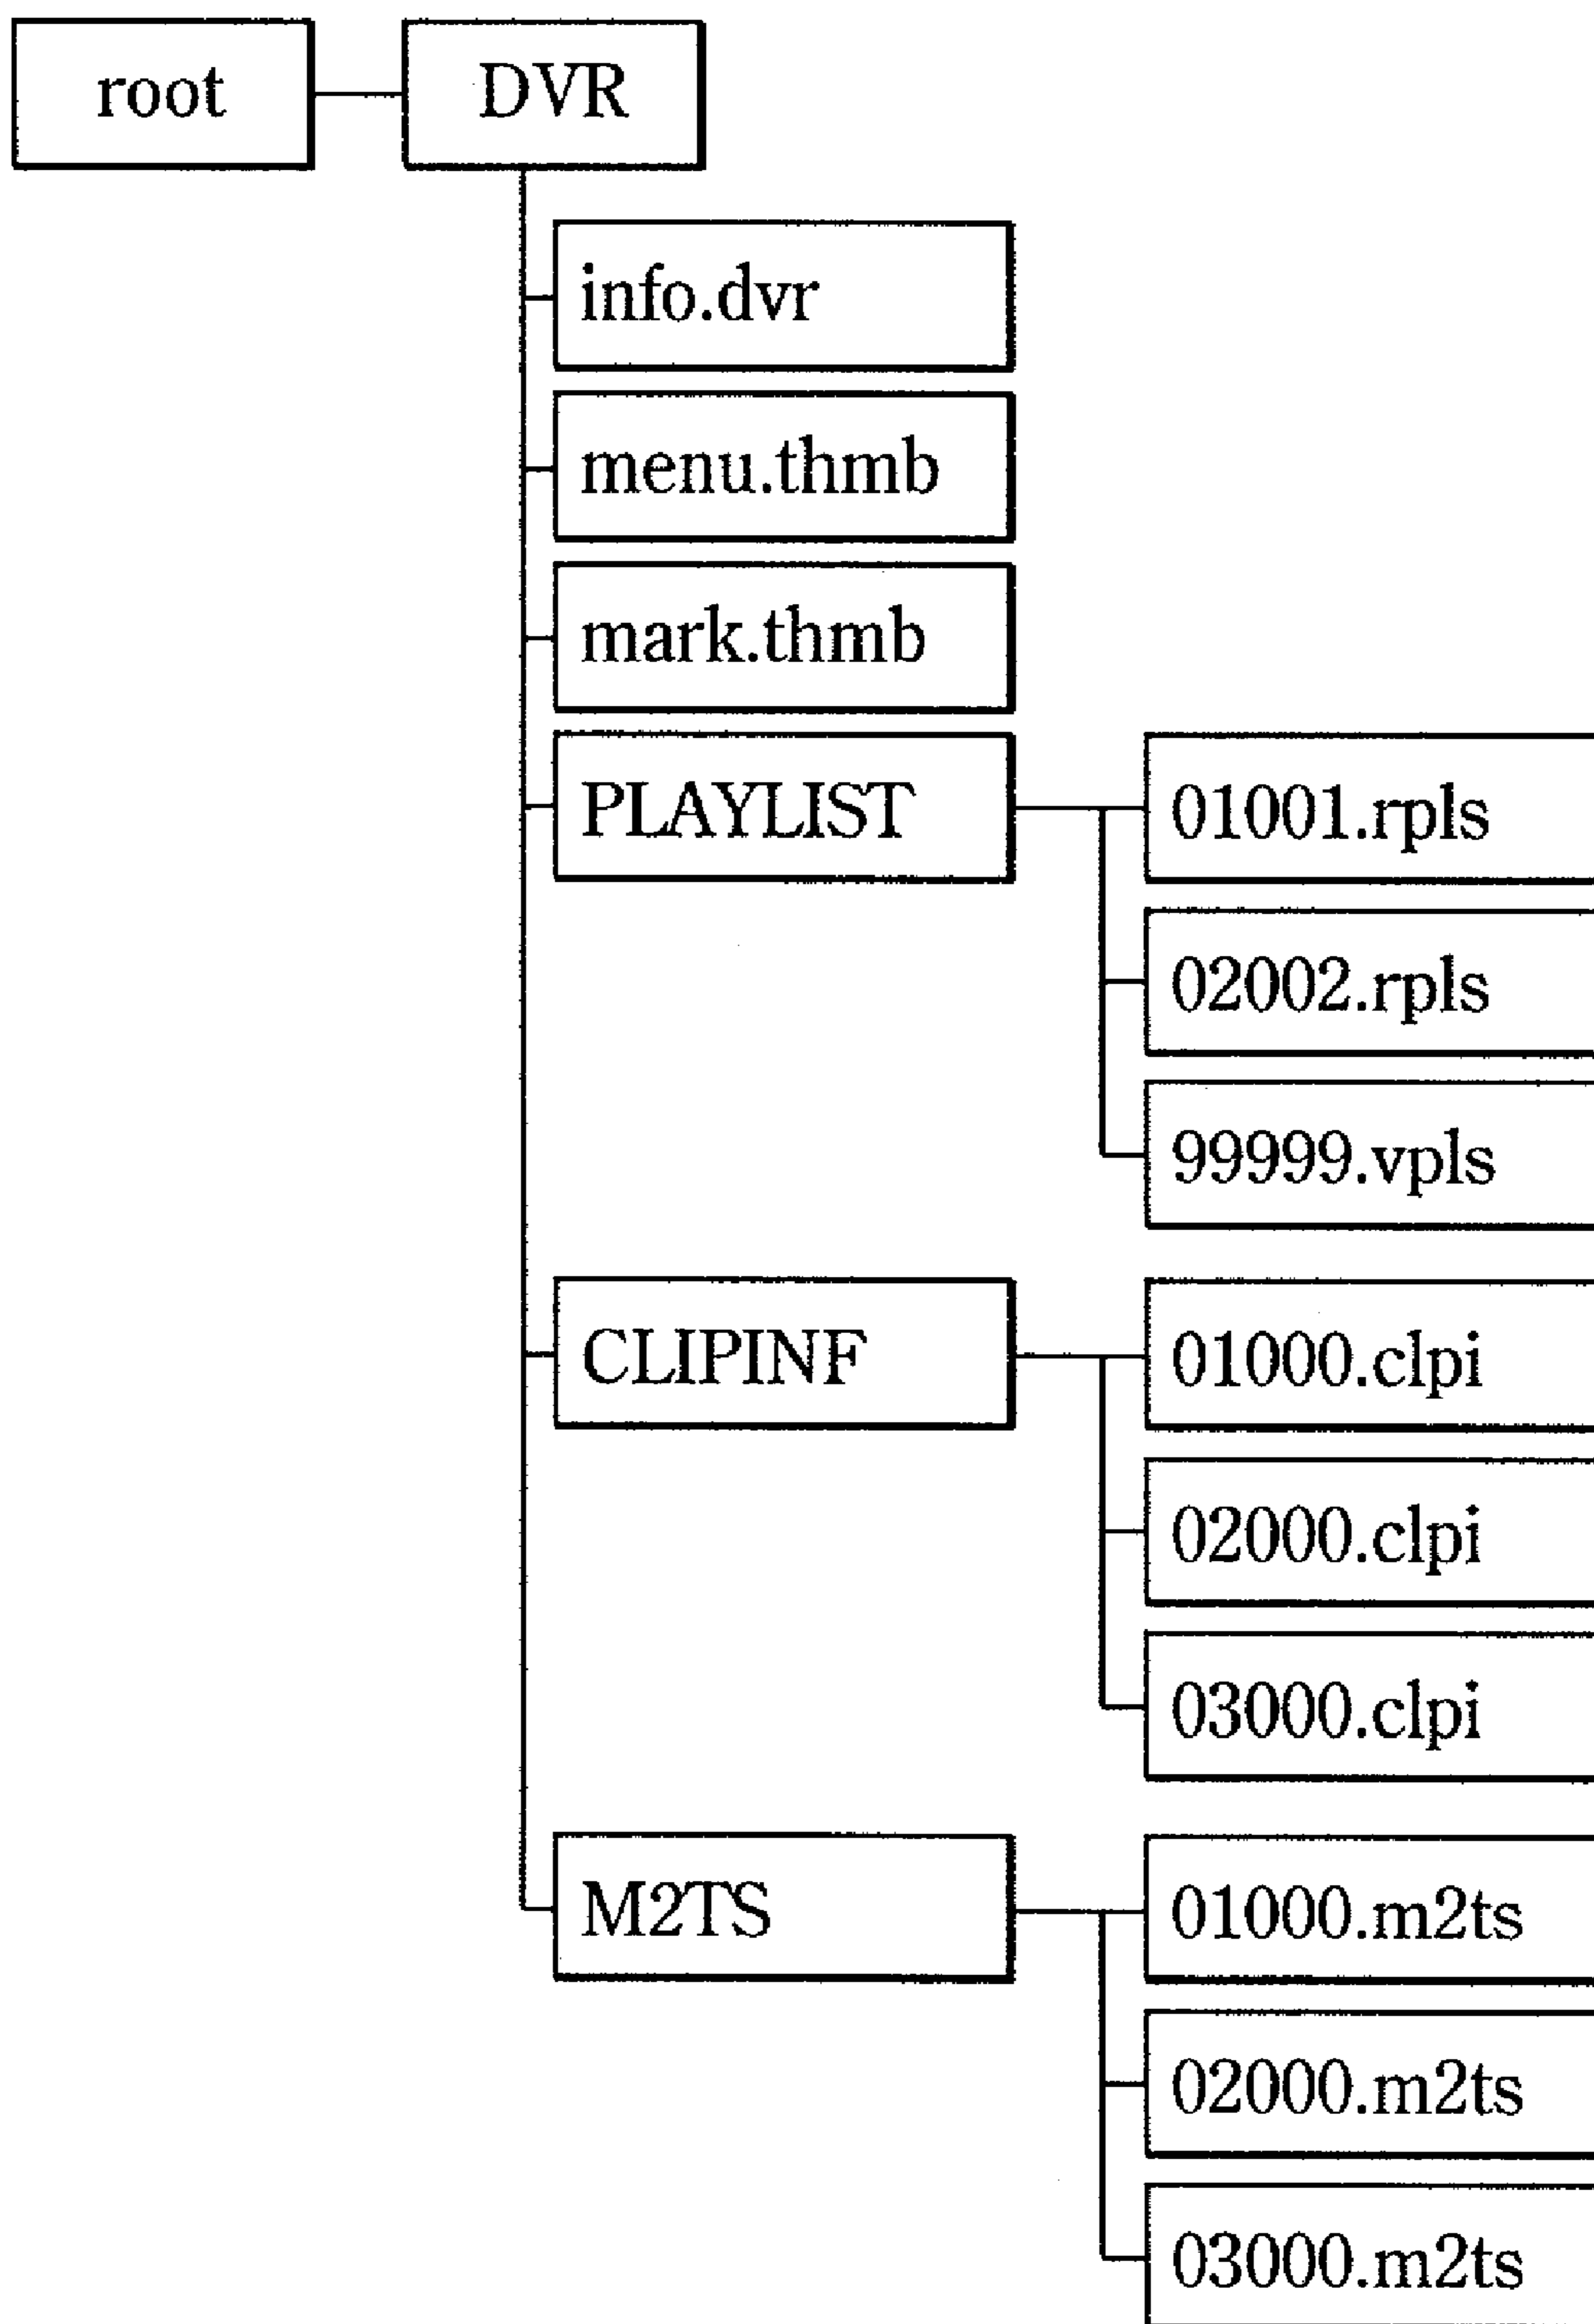 root
DVR
info.dvr
menu.thmb
mark.thmb
PLAYLIST
01001.rpls
02002.rpls
99999.vpls
CLIPINF
01000.clpi
02000.clpi
03000.clpi
M2TS
01000.m2ts
02000.m2ts
03000.m2ts